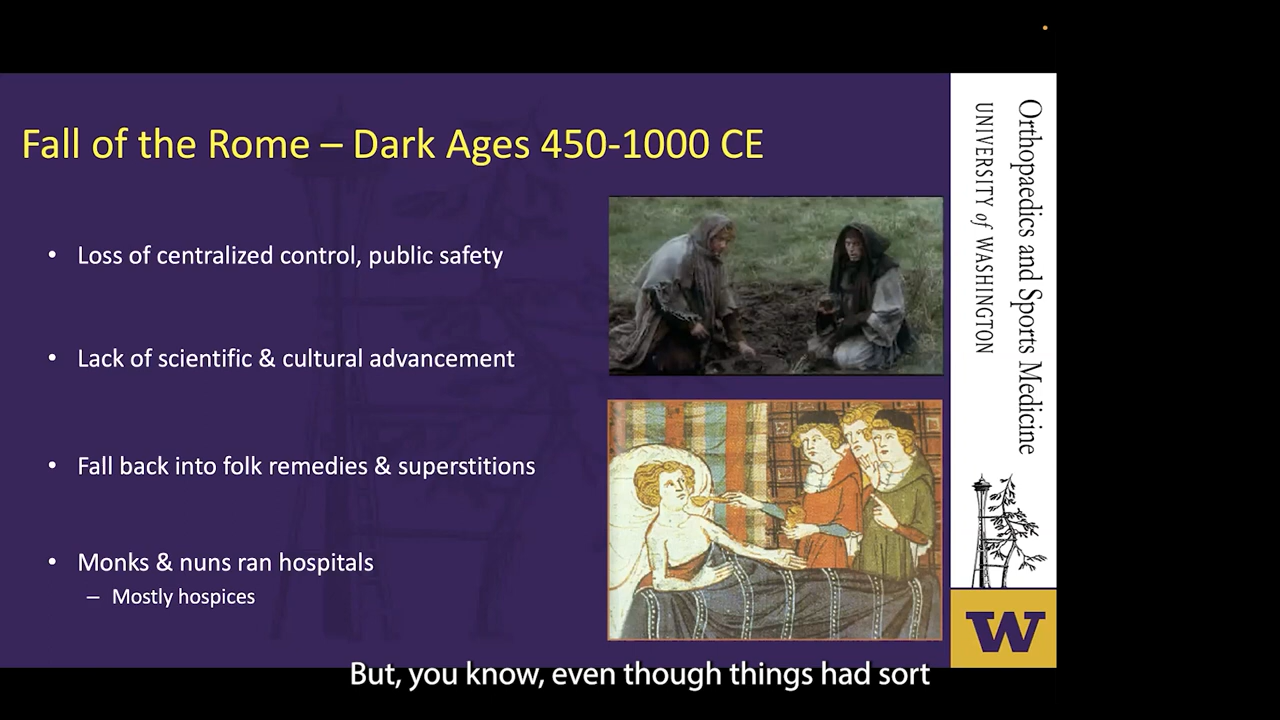 Fall of the Rome – Dark Ages 450-1000 CE
• Loss of centralized control, public safety
• Lack of scientific & cultural advancement
• Fall back into folk remedies & superstitions
• Monks & nuns ran hospitals
– Mostly hospices
Orthopaedics and Sports Medicine
UNIVERSITY of WASHINGTON
W
But, you know, even though things had sort